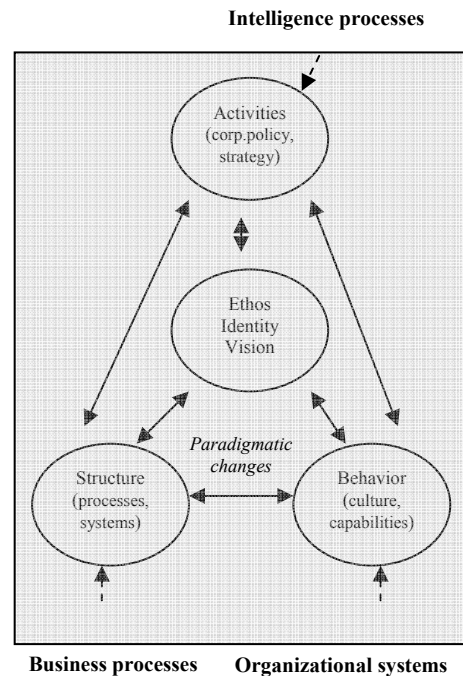 Intelligence processes
Activities
(corp.policy,
strategy)
Ethos
Identity
Vision
Paradigmatic
changes
Structure
(processes,
systems)
Behavior
(culture,
capabilities)
Business processes
Organizational systems